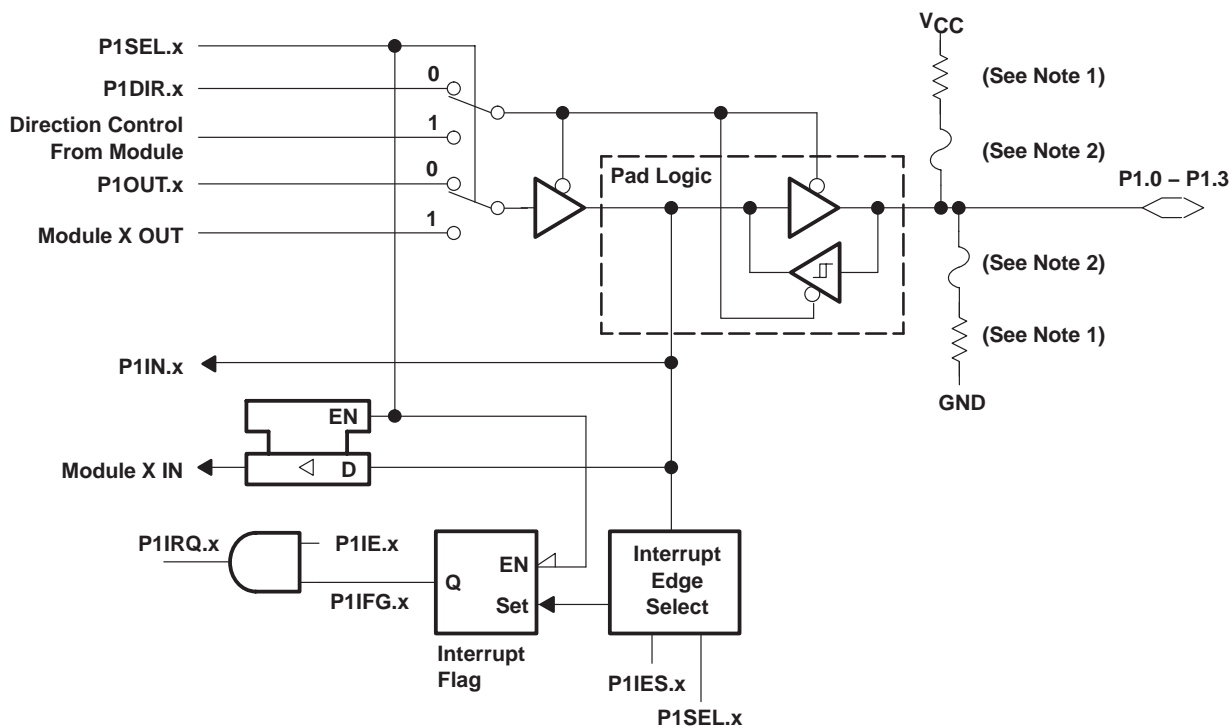 VCC
P1SEL.x
(See Note 1)
0
P1DIR.x
Direction Control
From Module
1
(See Note 2)
0
P1OUT.x
Pad Logic
P1.0 – P1.3
1
Module X OUT
(See Note 2)
(See Note 1)
P1IN.x
GND
EN
Module X IN
D
P1IRQ.x
P1IE.x
P1IFG.x
Q
EN
Set
Interrupt
Edge
Select
Interrupt
Flag
P1IES.x
P1SEL.x